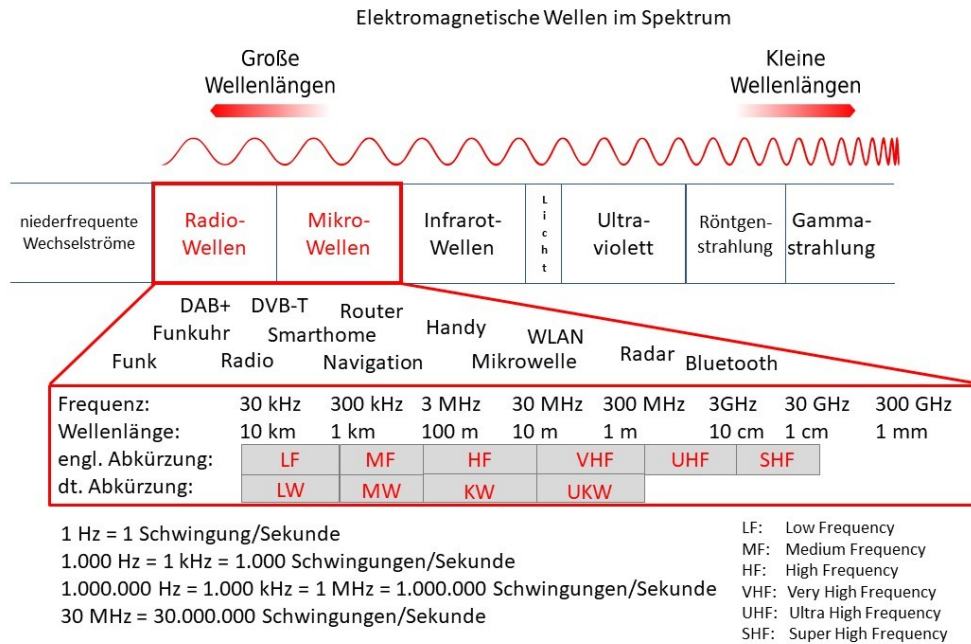 Elektromagnetische Wellen im Spektrum
Große
Wellenlängen
Kleine
Wellenlängen
niederfrequente
Wechselströme
Radio-
Wellen
Mikro-
Wellen
Infrarot-
Wellen
Licht
Ultra-
violett
Röntgen-
strahlung
Gamma-
strahlung
DAB+ DVB-T Router
Funkuhr Smarthome Handy WLAN
Funk Radio Navigation Mikrowelle Radar Bluetooth
Frequenz: 30 kHz 300 kHz 3 MHz 30 MHz 300 MHz 3GHz 30 GHz 300 GHz
Wellenlänge: 10 km 1 km 100 m 10 m 1 m 10 cm 1 cm 1 mm
engl. Abkürzung: LF MF HF VHF UHF SHF
dt. Abkürzung: LW MW KW UKW
1 Hz = 1 Schwingung/Sekunde
1.000 Hz = 1 kHz = 1.000 Schwingungen/Sekunde
1.000.000 Hz = 1.000 kHz = 1 MHz = 1.000.000 Schwingungen/Sekunde
30 MHz = 30.000.000 Schwingungen/Sekunde
LF: Low Frequency
MF: Medium Frequency
HF: High Frequency
VHF: Very High Frequency
UHF: Ultra High Frequency
SHF: Super High Frequency